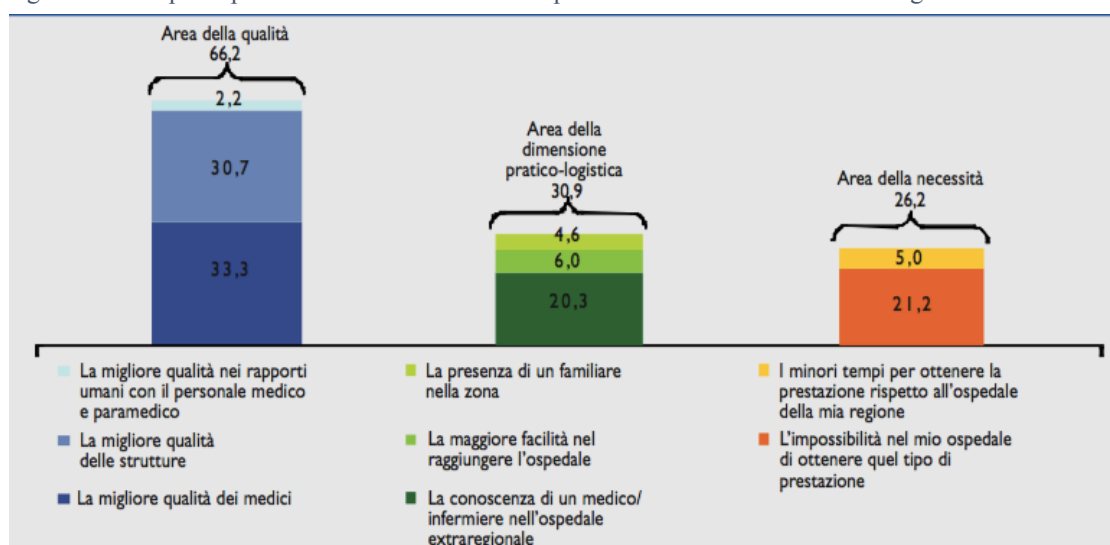 Area della qualità
66,2
2,2
30,7
33,3
Area della
dimensione
pratico-logistica
30,9
4,6
6,0
20,3
Area della necessità
26,2
5,0
21,2
La migliore qualità nei rapporti
umani con il personale medico
e paramedico
La migliore qualità
delle strutture
La migliore qualità dei medici
La presenza di un familiare
nella zona
La maggiore facilità nel
raggiungere l'ospedale
La conoscenza di un medico/
infermiere nell'ospedale
extraregionale
I minori tempi per ottenere la
prestazione rispetto all'ospedale
della mia regione
L'impossibilità nel mio ospedale
di ottenere quel tipo di
prestazione